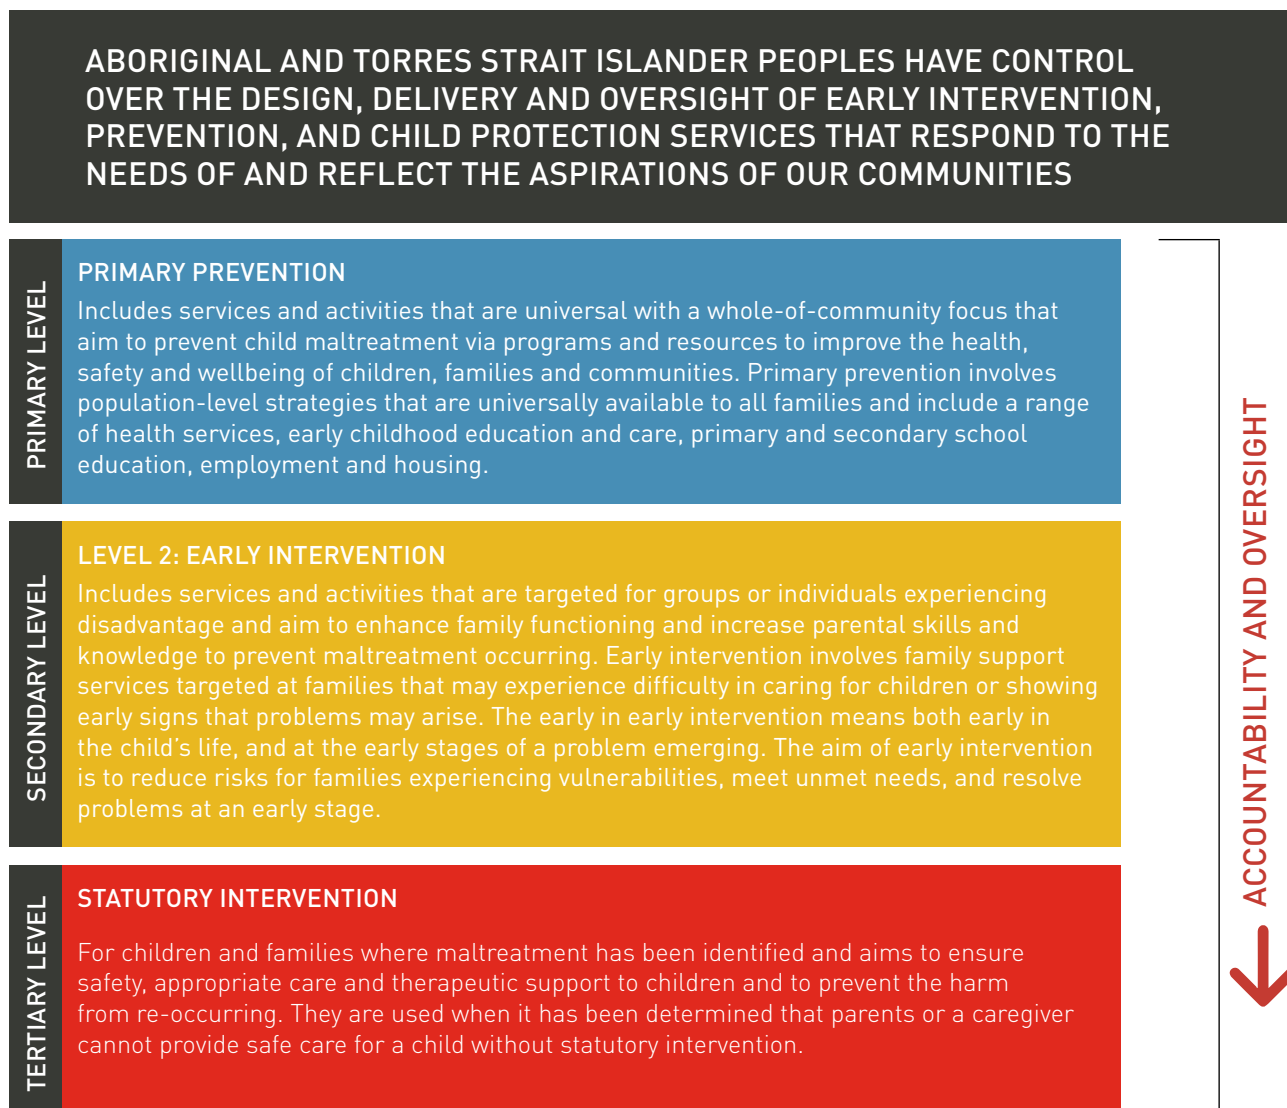 ABORIGINAL AND TORRES STRAIT ISLANDER PEOPLES HAVE CONTROL
OVER THE DESIGN, DELIVERY AND OVERSIGHT OF EARLY INTERVENTION,
PREVENTION, AND CHILD PROTECTION SERVICES THAT RESPOND TO THE
NEEDS OF AND REFLECT THE ASPIRATIONS OF OUR COMMUNITIES
PRIMARY LEVEL
PRIMARY PREVENTION
Includes services and activities that are universal with a whole-of-community focus that
aim to prevent child maltreatment via programs and resources to improve the health,
safety and wellbeing of children, families and communities. Primary prevention involves
population-level strategies that are universally available to all families and include a range
of health services, early childhood education and care, primary and secondary school
education, employment and housing.
SECONDARY LEVEL
LEVEL 2: EARLY INTERVENTION
Includes services and activities that are targeted for groups or individuals experiencing
disadvantage and aim to enhance family functioning and increase parental skills and
knowledge to prevent maltreatment occurring. Early intervention involves family support
services targeted at families that may experience difficulty in caring for children or showing
early signs that problems may arise. The early in early intervention means both early in
the child's life, and at the early stages of a problem emerging. The aim of early intervention
is to reduce risks for families experiencing vulnerabilities, meet unmet needs, and resolve
problems at an early stage.
TERTIARY LEVEL
STATUTORY INTERVENTION
For children and families where maltreatment has been identified and aims to ensure
safety, appropriate care and therapeutic support to children and to prevent the harm
from re-occurring. They are used when it has been determined that parents or a caregiver
cannot provide safe care for a child without statutory intervention.
ACCOUNTABILITY AND OVERSIGHT